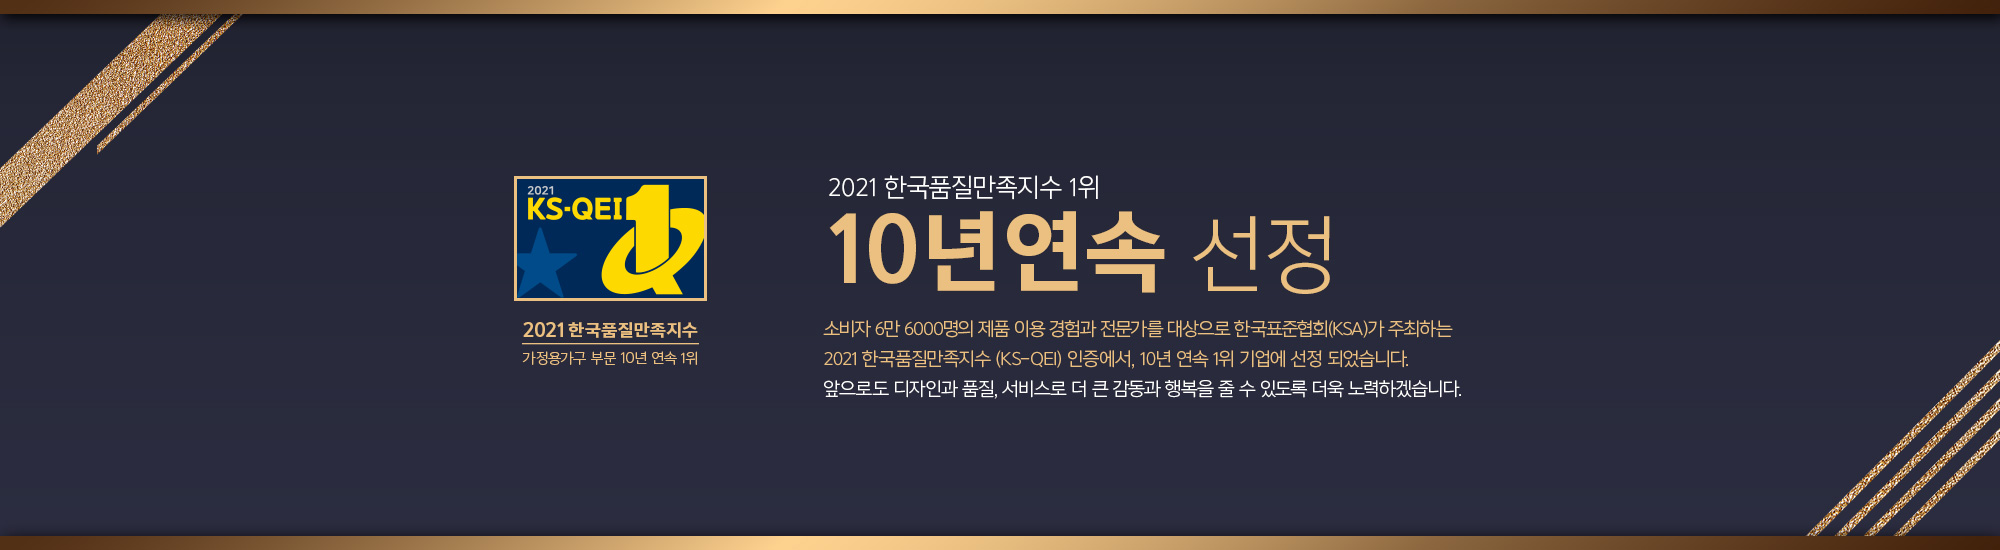 2021
KS-QEI
2021 한국품질만족지수
가정용가구 부문 10년 연속 1위
2021 한국품질만족지수 1위
10년연속 선정
소비자 6만 6000명의 제품 이용 경험과 전문가를 대상으로 한국표준협회(KSA)가 주최하는
2021 한국품질만족지수 (KS-QEI) 인증에서, 10년 연속 1위 기업에 선정 되었습니다.
앞으로도 디자인과 품질, 서비스로 더 큰 감동과 행복을 줄 수 있도록 더욱 노력하겠습니다.